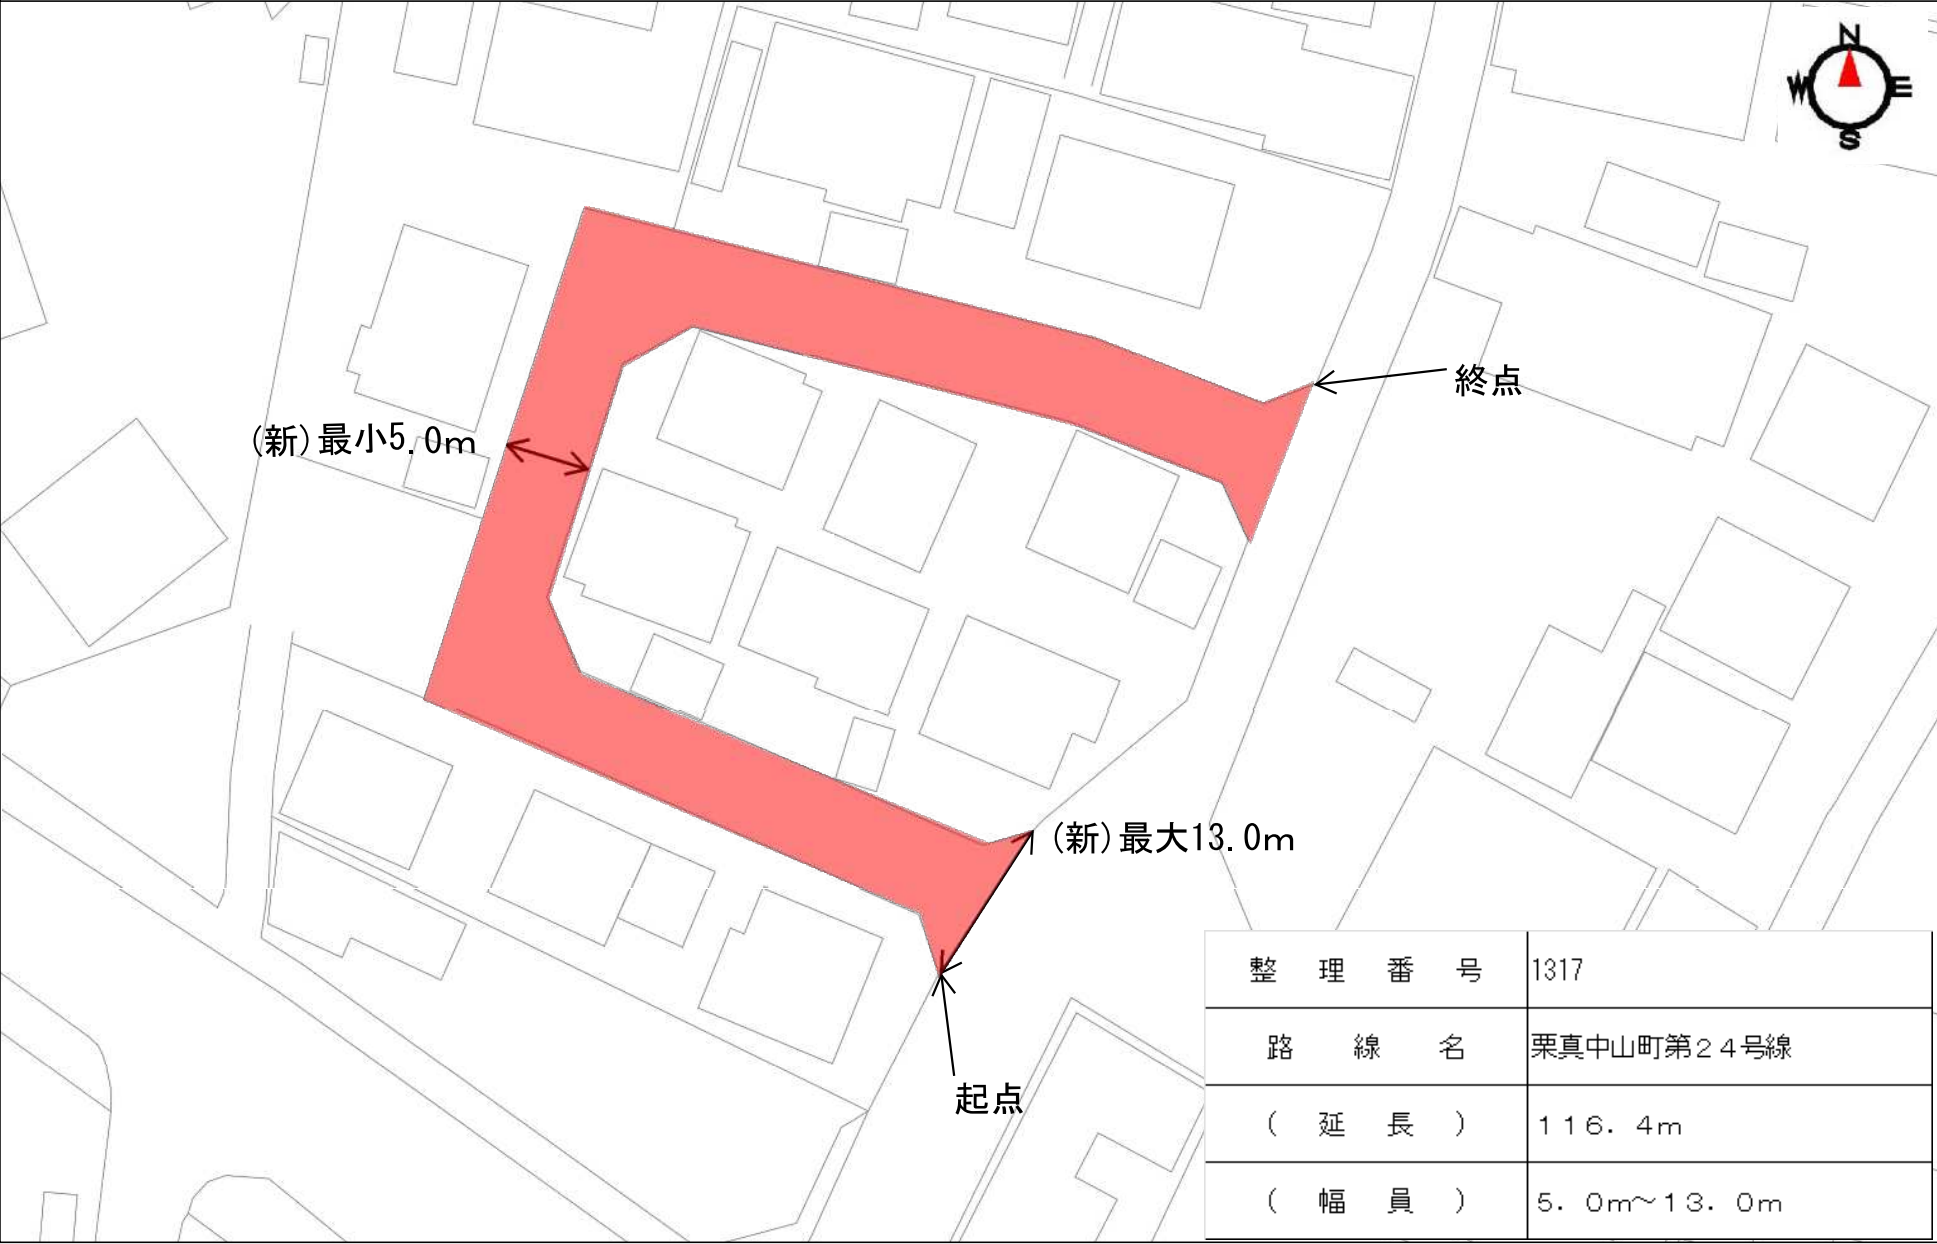 N
W E
S
終点
(新)最小5.0m
(新)最大13.0m
起点
整理番号 1317
路線名 栗真中山町第24号線
(延長) 116.4m
(幅員) 5.0m~13.0m